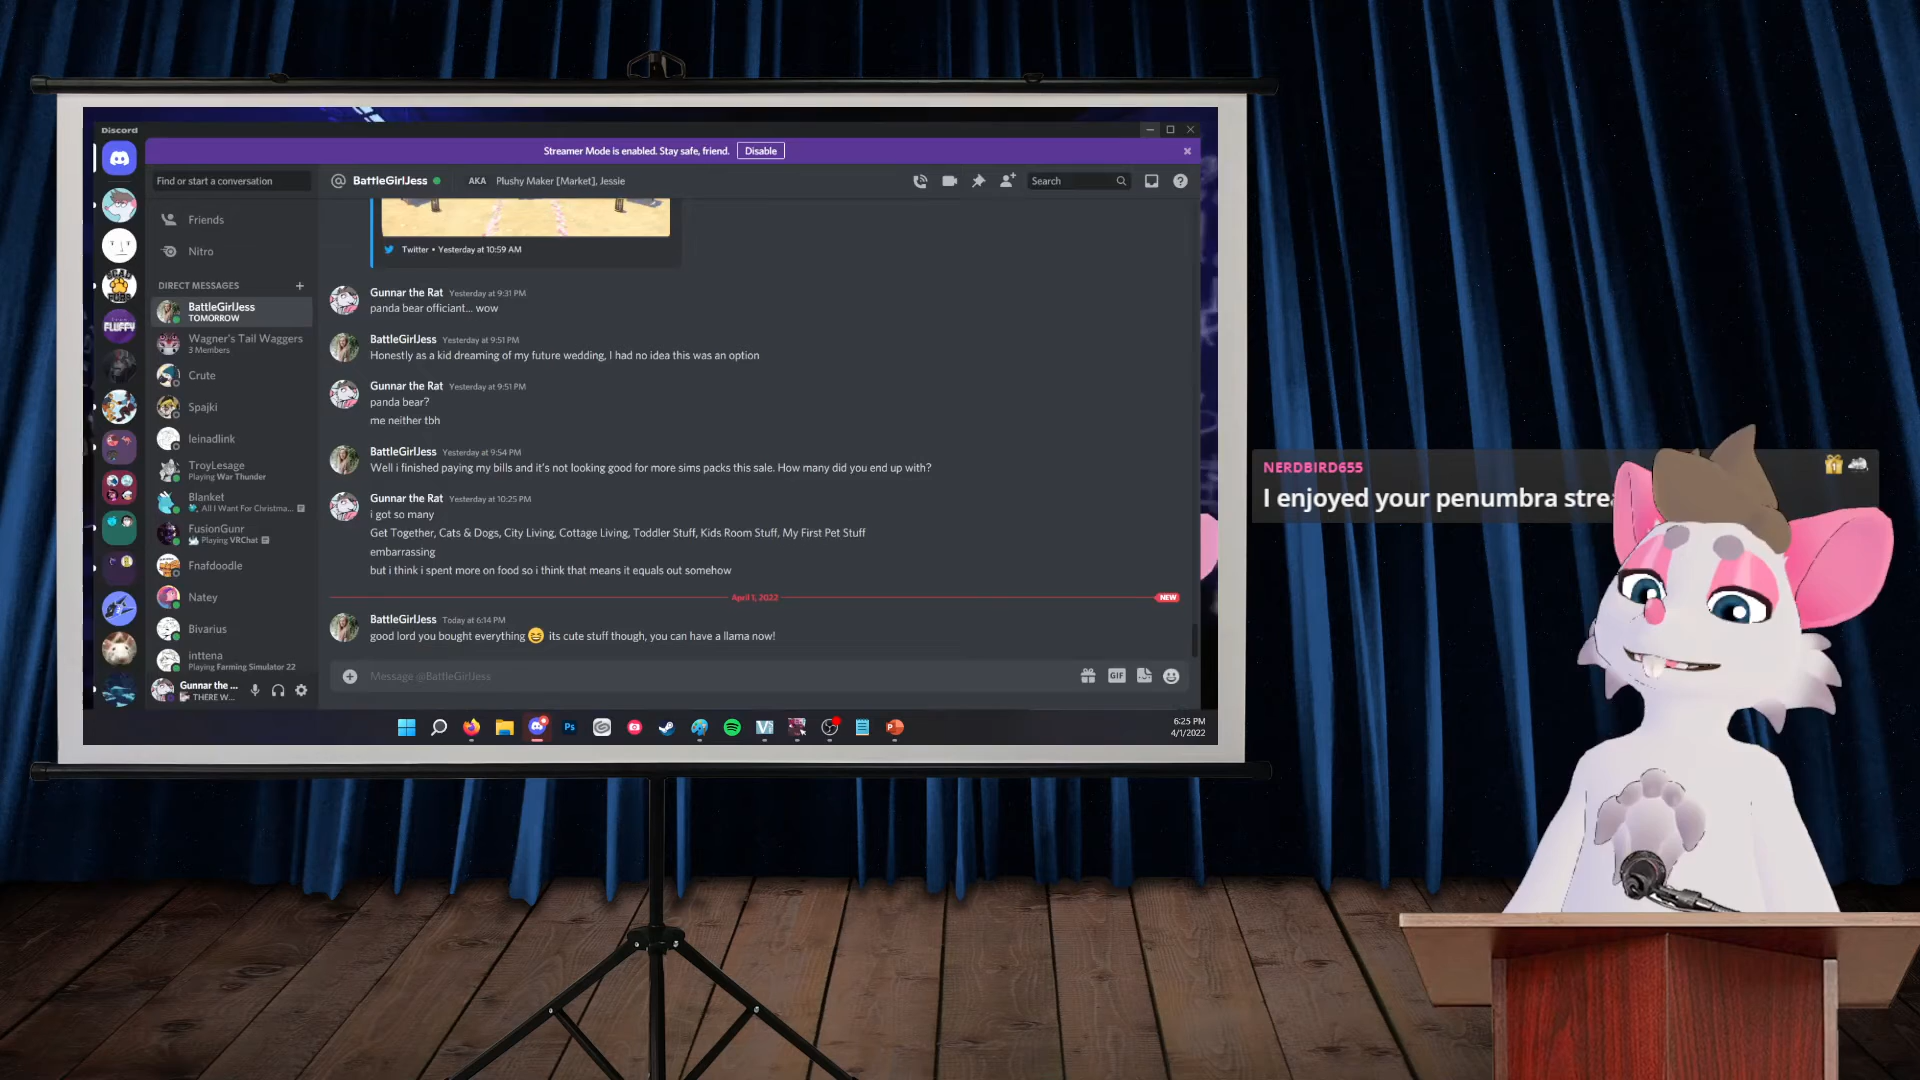 Discord
Streamer Mode is enabled. Stay safe, friend. Disable
Find or start a conversation
BattleGirlJess AKA Plushy Maker [Market], Jessie
Search
Friends
Nitro
DIRECT MESSAGES
BattleGirlJess
TOMORROW
Wagner's Tail Waggers
3 Members
Crute
Spajki
leinadlink
TroyLesage
Playing War Thunder
Blanket
All I Want For Christma...
FusionGunr
Playing VRChat
Fnafdoodle
Natey
Bivarius
inttena
Playing Farming Simulator 22
Gunnar the ...
THERE W...
Twitter • Yesterday at 10:59 AM
Gunnar the Rat Yesterday at 9:31 PM
panda bear officiant... wow
BattleGirlJess Yesterday at 9:51 PM
Honestly as a kid dreaming of my future wedding, I had no idea this was an option
Gunnar the Rat Yesterday at 9:51 PM
panda bear?
me neither tbh
BattleGirlJess Yesterday at 9:54 PM
Well i finished paying my bills and it's not looking good for more sims packs this sale. How many did you end up with?
Gunnar the Rat Yesterday at 10:25 PM
i got so many
Get Together, Cats & Dogs, City Living, Cottage Living, Toddler Stuff, Kids Room Stuff, My First Pet Stuff
embarrassing
but i think i spent more on food so i think that means it equals out somehow
April 1, 2022
NEW
BattleGirlJess Today at 6:14 PM
good lord you bought everything 😄 its cute stuff though, you can have a llama now!
Message @BattleGirlJess
GIF
Ps
6:25 PM
4/1/2022
NERDBIRD655
I enjoyed your penumbra strea